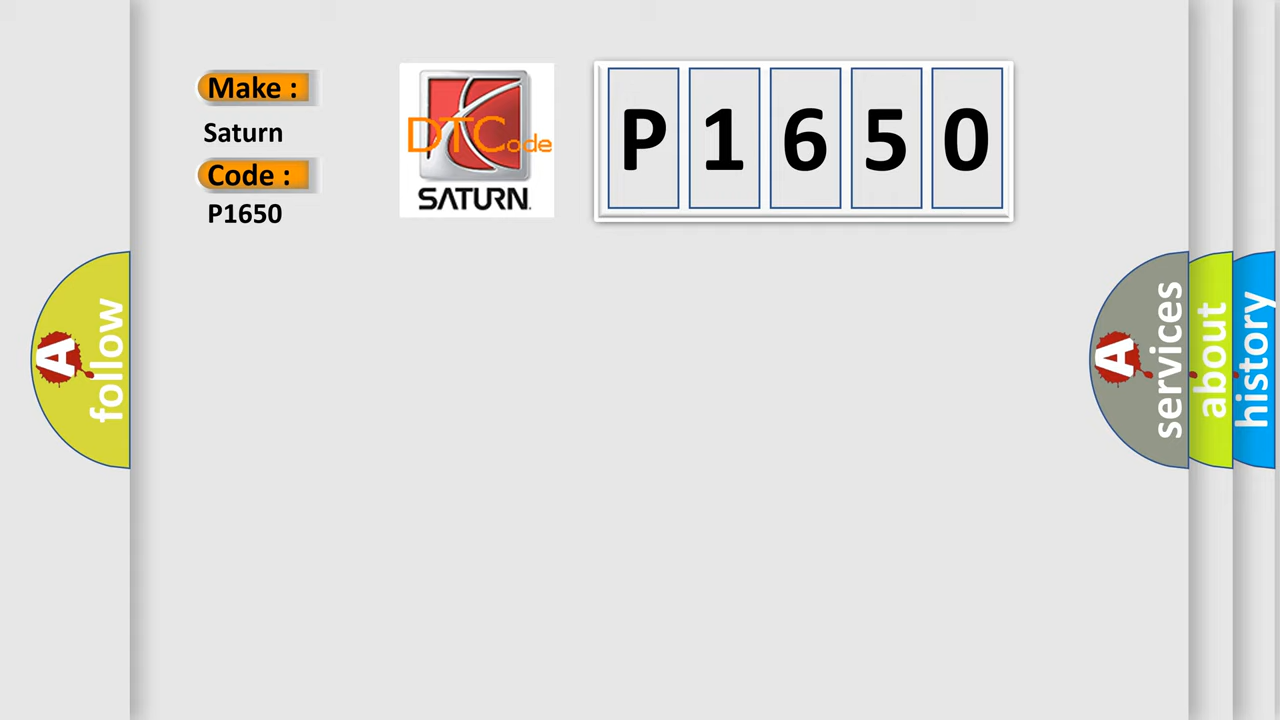 Make :
Saturn
Code :
P1650
DTCode
SATURN
P 1 6 5 0
A follow
A services
about
history